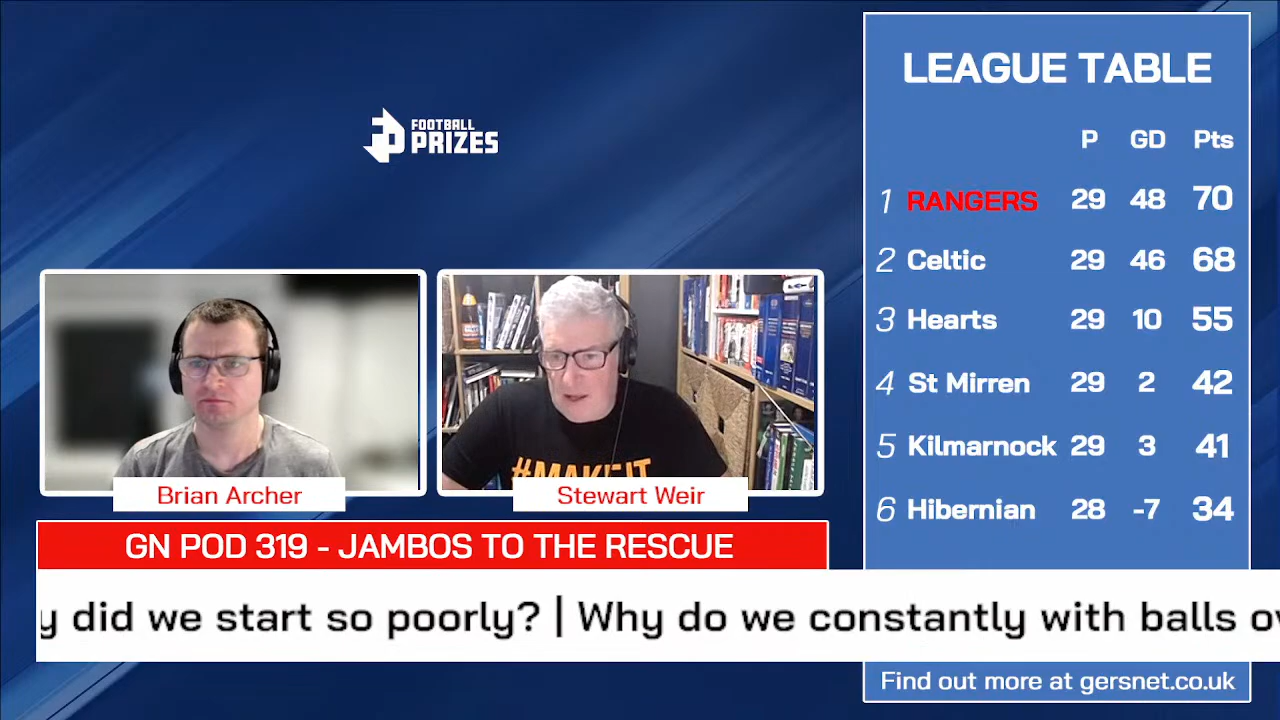 FOOTBALL
PRIZES
#MAKEIT
Brian Archer
Stewart Weir
GN POD 319 - JAMBOS TO THE RESCUE
y did we start so poorly? | Why do we constantly with balls ov
LEAGUE TABLE
P GD Pts
1 RANGERS 29 48 70
2 Celtic 29 46 68
3 Hearts 29 10 55
4 St Mirren 29 2 42
5 Kilmarnock 29 3 41
6 Hibernian 28 -7 34
Find out more at gersnet.co.uk